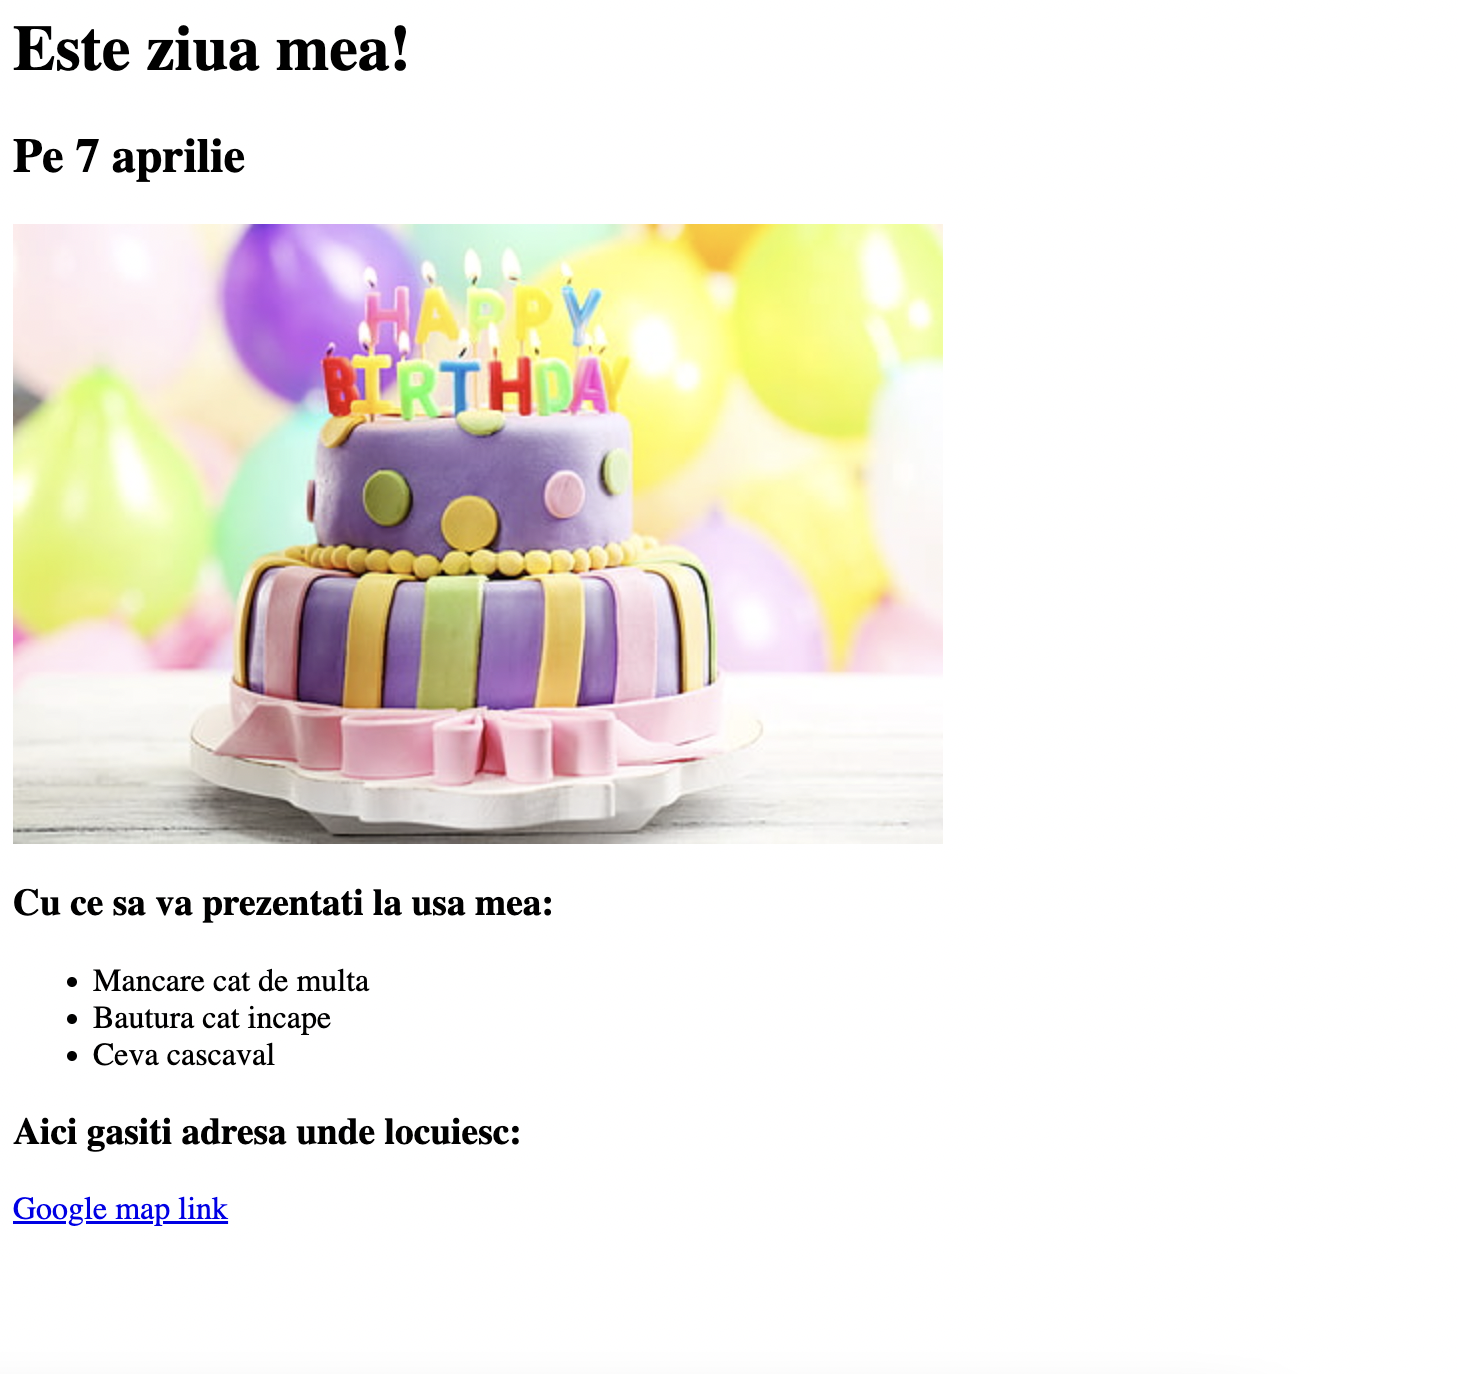 Este ziua mea!
Pe 7 aprilie
HAPPY
BIRTHDAY
Cu ce sa va prezentati la usa mea:
Mancare cat de multa
Bautura cat incape
Ceva cascaval
Aici gasiti adresa unde locuiesc:
Google map link